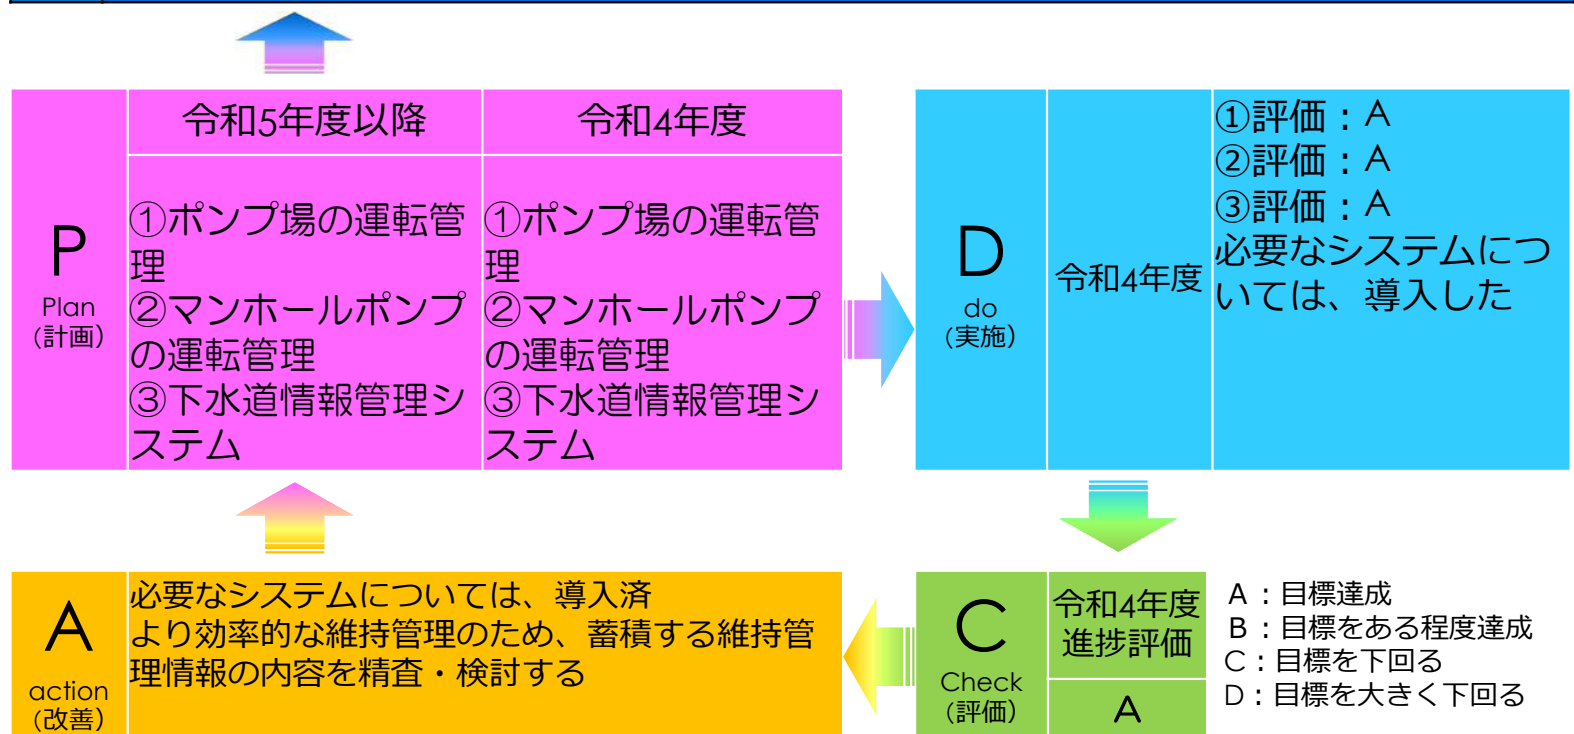 P
Plan
(計画)
令和5年度以降
①ポンプ場の運転管
理
②マンホールポンプ
の運転管理
③下水道情報管理シ
ステム
令和4年度
①ポンプ場の運転管
理
②マンホールポンプ
の運転管理
③下水道情報管理シ
ステム
D
do
(実施)
令和4年度
①評価：A
②評価：A
③評価：A
必要なシステムにつ
いては、導入した
A
action
(改善)
必要なシステムについては、導入済
より効率的な維持管理のため、蓄積する維持管
理情報の内容を精査・検討する
C
Check
(評価)
令和4年度
進捗評価
A
A：目標達成
B：目標をある程度達成
C：目標を下回る
D：目標を大きく下回る